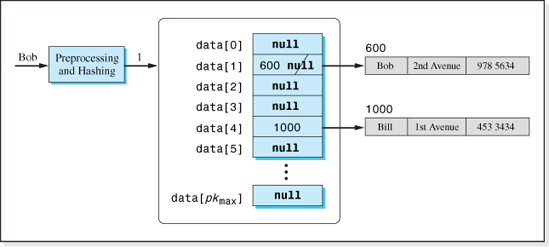 Bob
Preprocessing
and Hashing
1
data[0] null
data[1] 600 null
data[2] null
data[3] null
data[4] 1000
data[5] null
data[pkmax] null
600
Bob 2nd Avenue 978 5634
1000
Bill 1st Avenue 453 3434